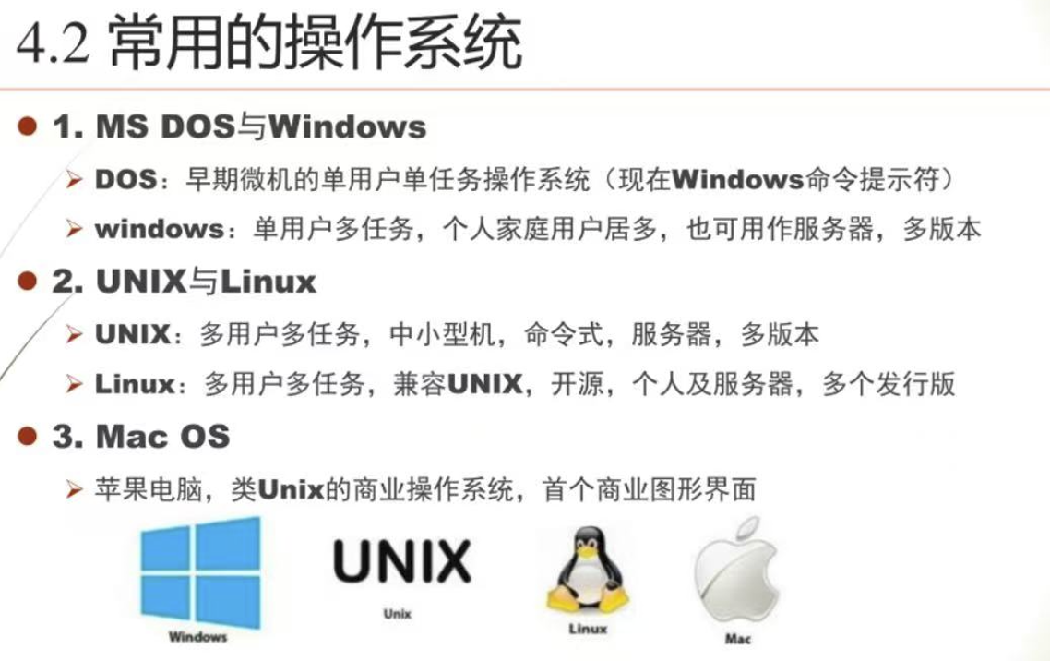 4.2 常用的操作系统
1. MS DOS与Windows
DOS：早期微机的单用户单任务操作系统（现在Windows命令提示符）
windows：单用户多任务，个人家庭用户居多，也可用作服务器，多版本
2. UNIX与Linux
UNIX：多用户多任务，中小型机，命令式，服务器，多版本
Linux：多用户多任务，兼容UNIX，开源，个人及服务器，多个发行版
3. Mac OS
苹果电脑，类Unix的商业操作系统，首个商业图形界面
UNIX
Windows
Unix
Linux
Mac